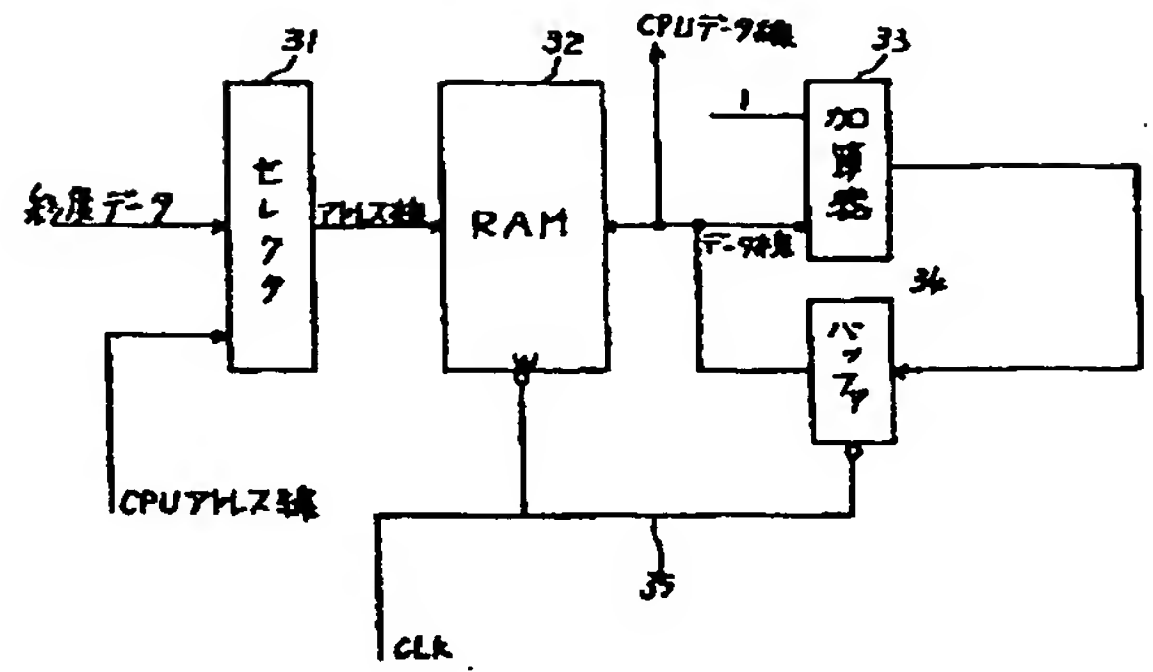 31
32
CPUデータ線
33
1
加算器
セレクタ
濃度データ
アドレス線
RAM
データ線
34
バッファ
W
CPUアドレス線
35
CLK